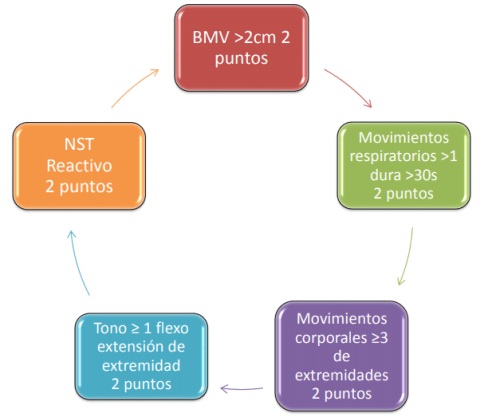 BMV >2cm 2
puntos
Movimientos
respiratorios >1
dura >30s
2 puntos
Movimientos
corporales ≥3
de
extremidades
2 puntos
Tono ≥ 1 flexo
extensión de
extremidad
2 puntos
NST
Reactivo
2 puntos